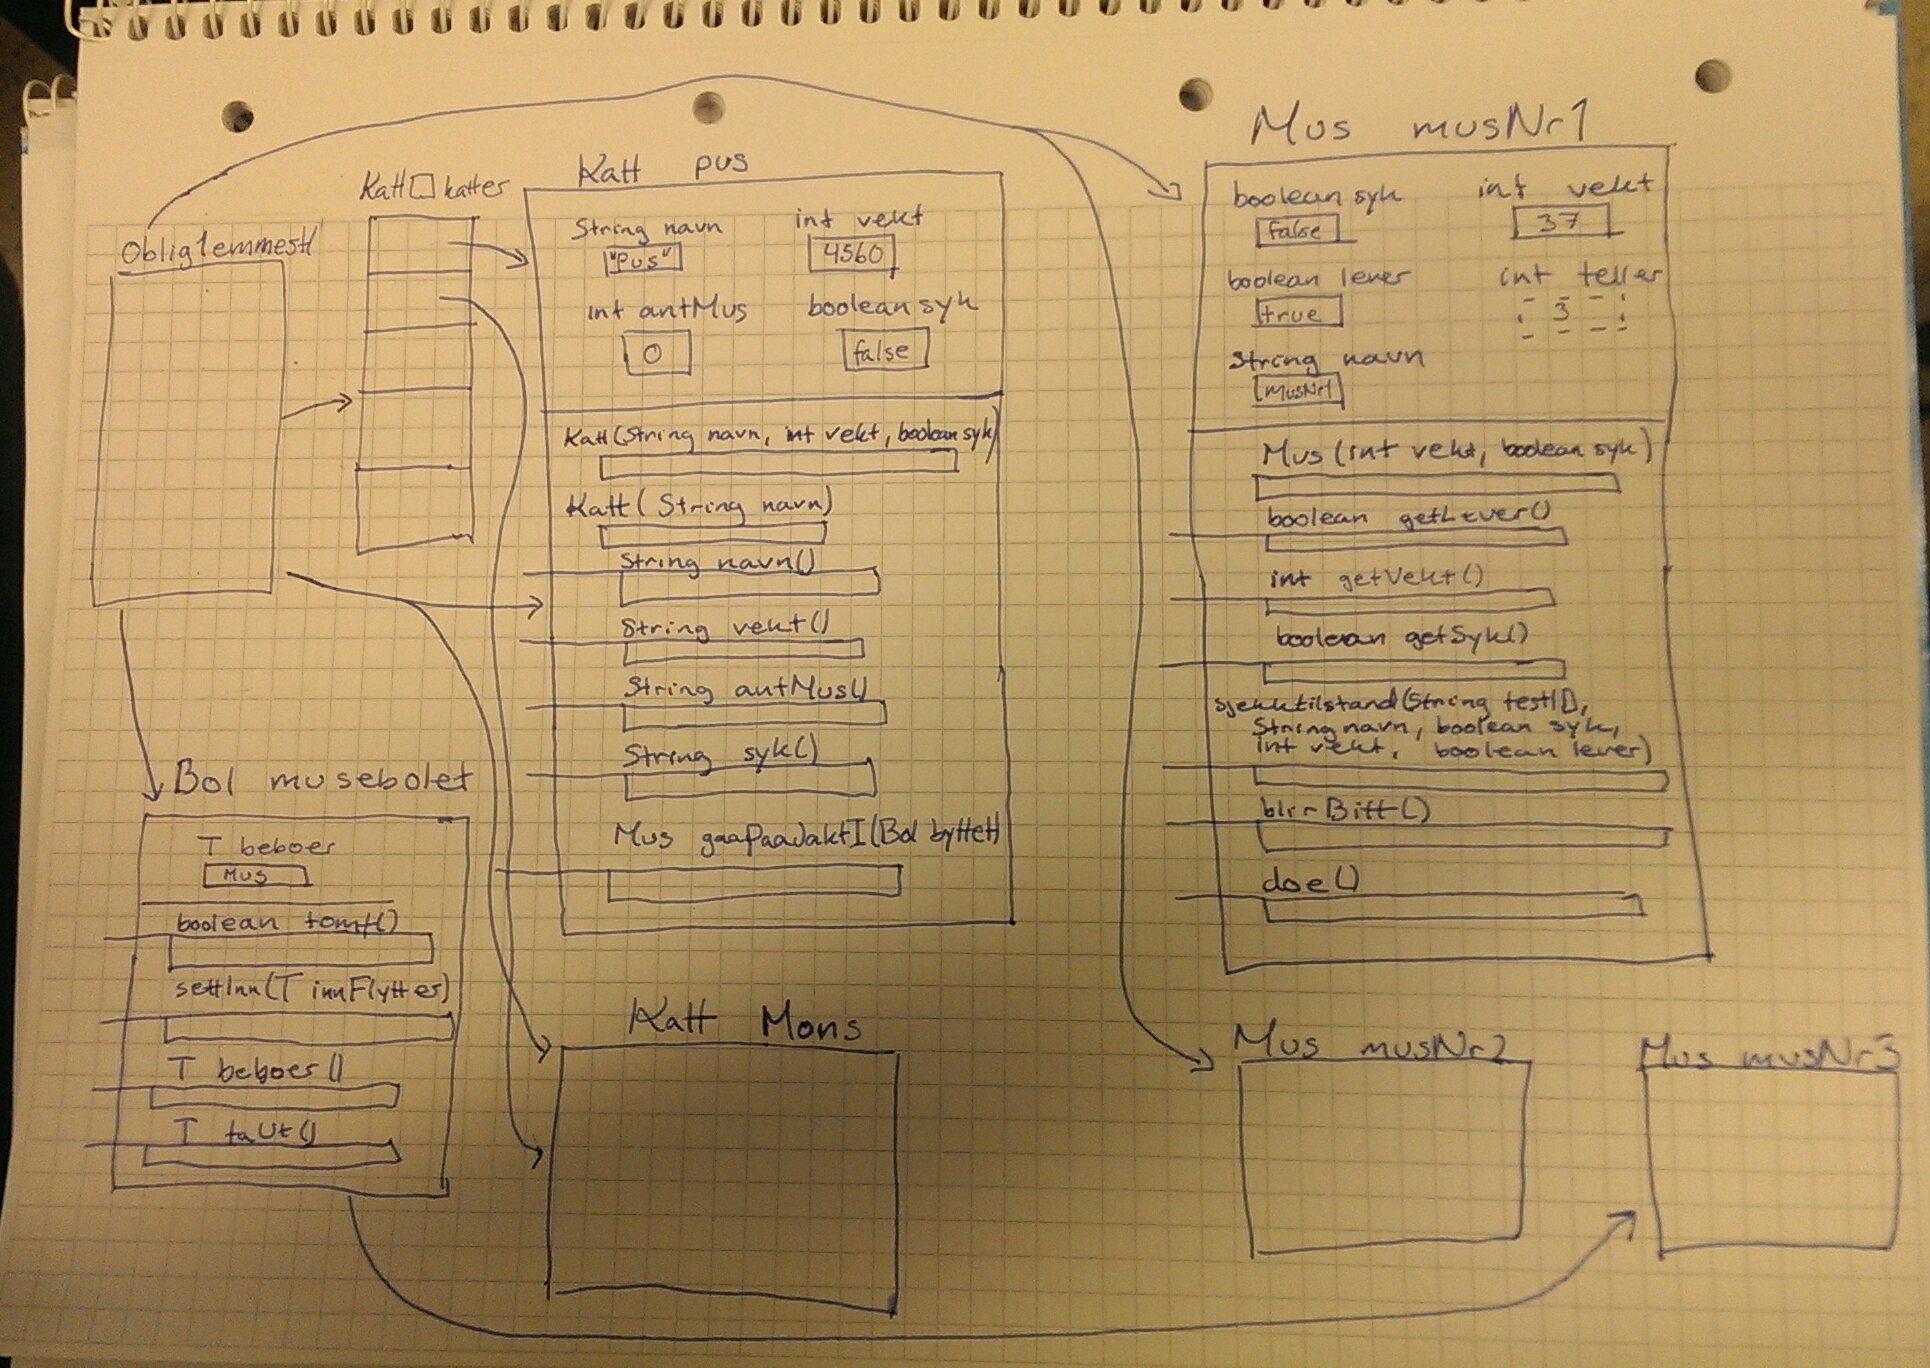 Oblig1emmestl
Katt[] katter
Katt pus
String navn
"Pus"
int vekt
4560
int antMus
0
boolean syk
false
Katt(String navn, int vekt, boolean syk)
Katt(String navn)
String navn()
String vekt()
String antMus()
String syk()
Mus gaaPaaJaktI(Bol byttet)
Mus musNr1
boolean syk
false
int vekt
37
boolean lever
true
int teller
3
String navn
MusNr1
Mus(int vekt, boolean syk)
boolean getLever()
int getVekt()
boolean getSyk()
sjekktilstand(String testID,
String navn, boolean syk,
int vekt, boolean lever)
blirBitt()
doe()
Bol musebolet
T beboer
Mus
boolean tomt()
settInn(T innFlytter)
T beboer()
T taUt()
Katt Mons
Mus musNr2
Mus musNr3